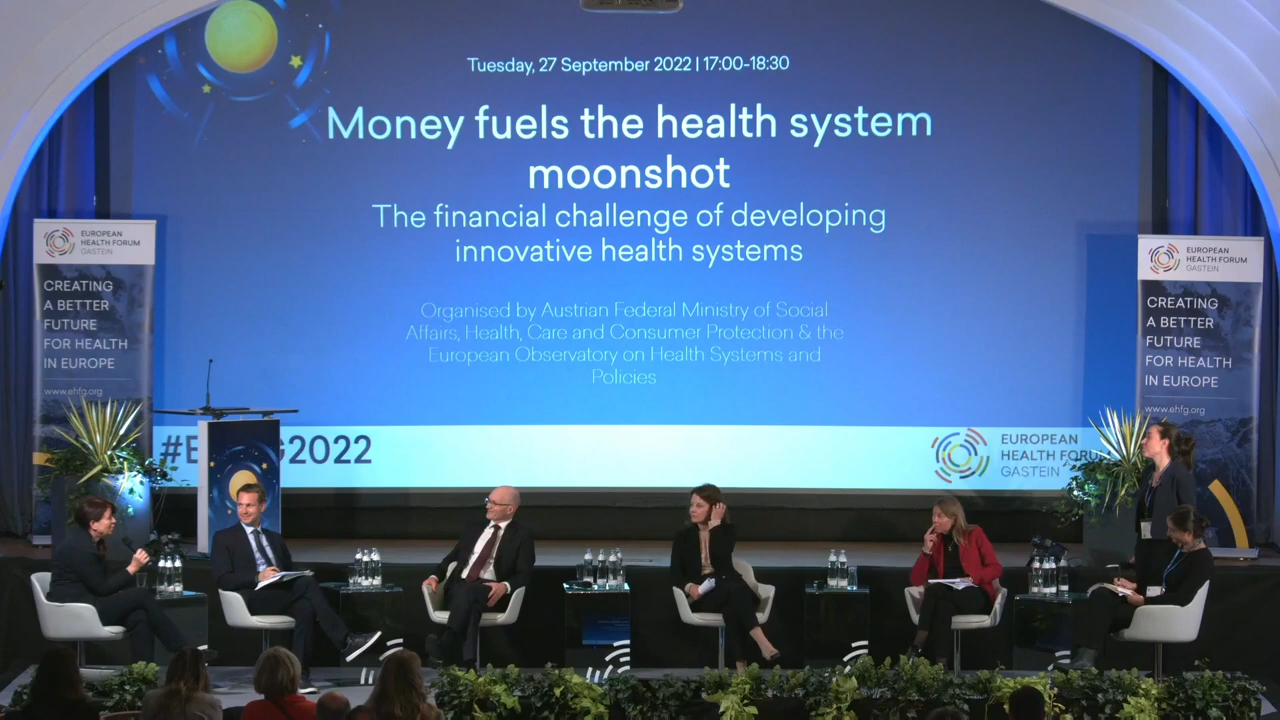 Tuesday, 27 September 2022 | 17:00-18:30
Money fuels the health system
moonshot
The financial challenge of developing
innovative health systems
Organised by Austrian Federal Ministry of Social
Affairs, Health, Care and Consumer Protection & the
European Observatory on Health Systems and
Policies
EUROPEAN
HEALTH FORUM
GASTEIN
CREATING
A BETTER
FUTURE
FOR HEALTH
IN EUROPE
www.ehfg.org
EUROPEAN
HEALTH FORUM
GASTEIN
CREATING
A BETTER
FUTURE
FOR HEALTH
IN EUROPE
www.ehfg.org
#E G2022
EUROPEAN
HEALTH FORUM
GASTEIN